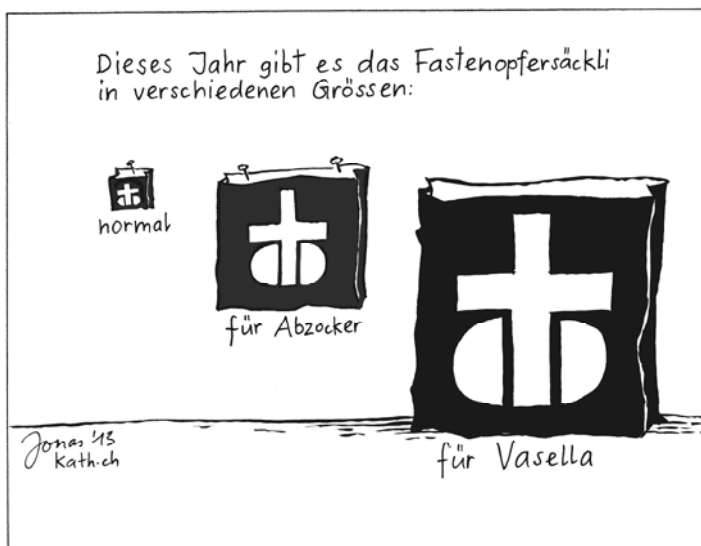 Dieses Jahr gibt es das Fastenopfersäckli
in verschiedenen Grössen:
normal
für Abzocker
für Vasella
Jonas '13
Kath.ch